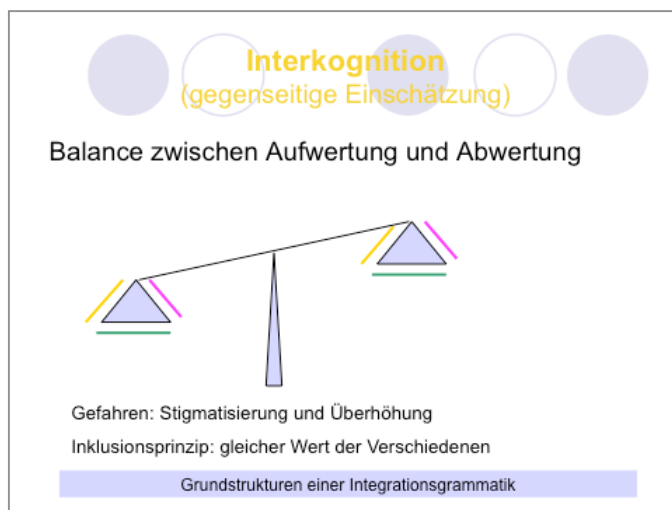 Interkognition
(gegenseitige Einschätzung)
Balance zwischen Aufwertung und Abwertung
Gefahren: Stigmatisierung und Überhöhung
Inklusionsprinzip: gleicher Wert der Verschiedenen
Grundstrukturen einer Integrationsgrammatik